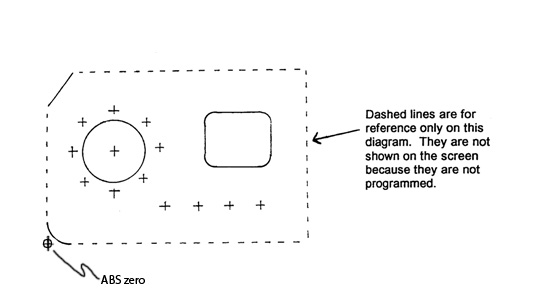 Dashed lines are for
reference only on this
diagram. They are not
shown on the screen
because they are not
programmed.
ABS zero